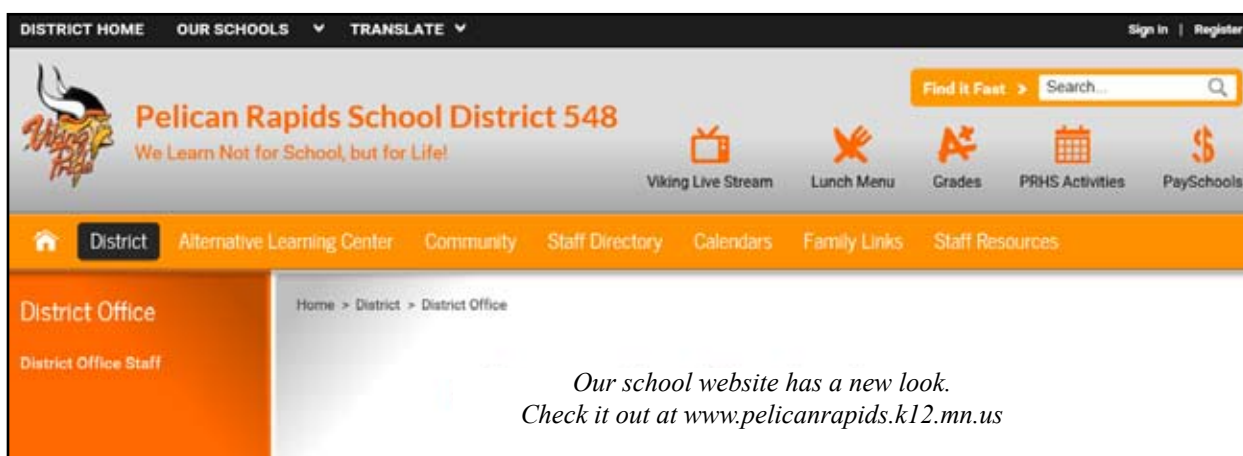 DISTRICT HOME OUR SCHOOLS TRANSLATE Sign In | Register
Find it Fast > Search...
Viking Pride
Pelican Rapids School District 548
We Learn Not for School, but for Life!
Viking Live Stream Lunch Menu Grades PRHS Activities PaySchools
District Alternative Learning Center Community Staff Directory Calendars Family Links Staff Resources
District Office
Home > District > District Office
District Office Staff
Our school website has a new look.
Check it out at www.pelicanrapids.k12.mn.us